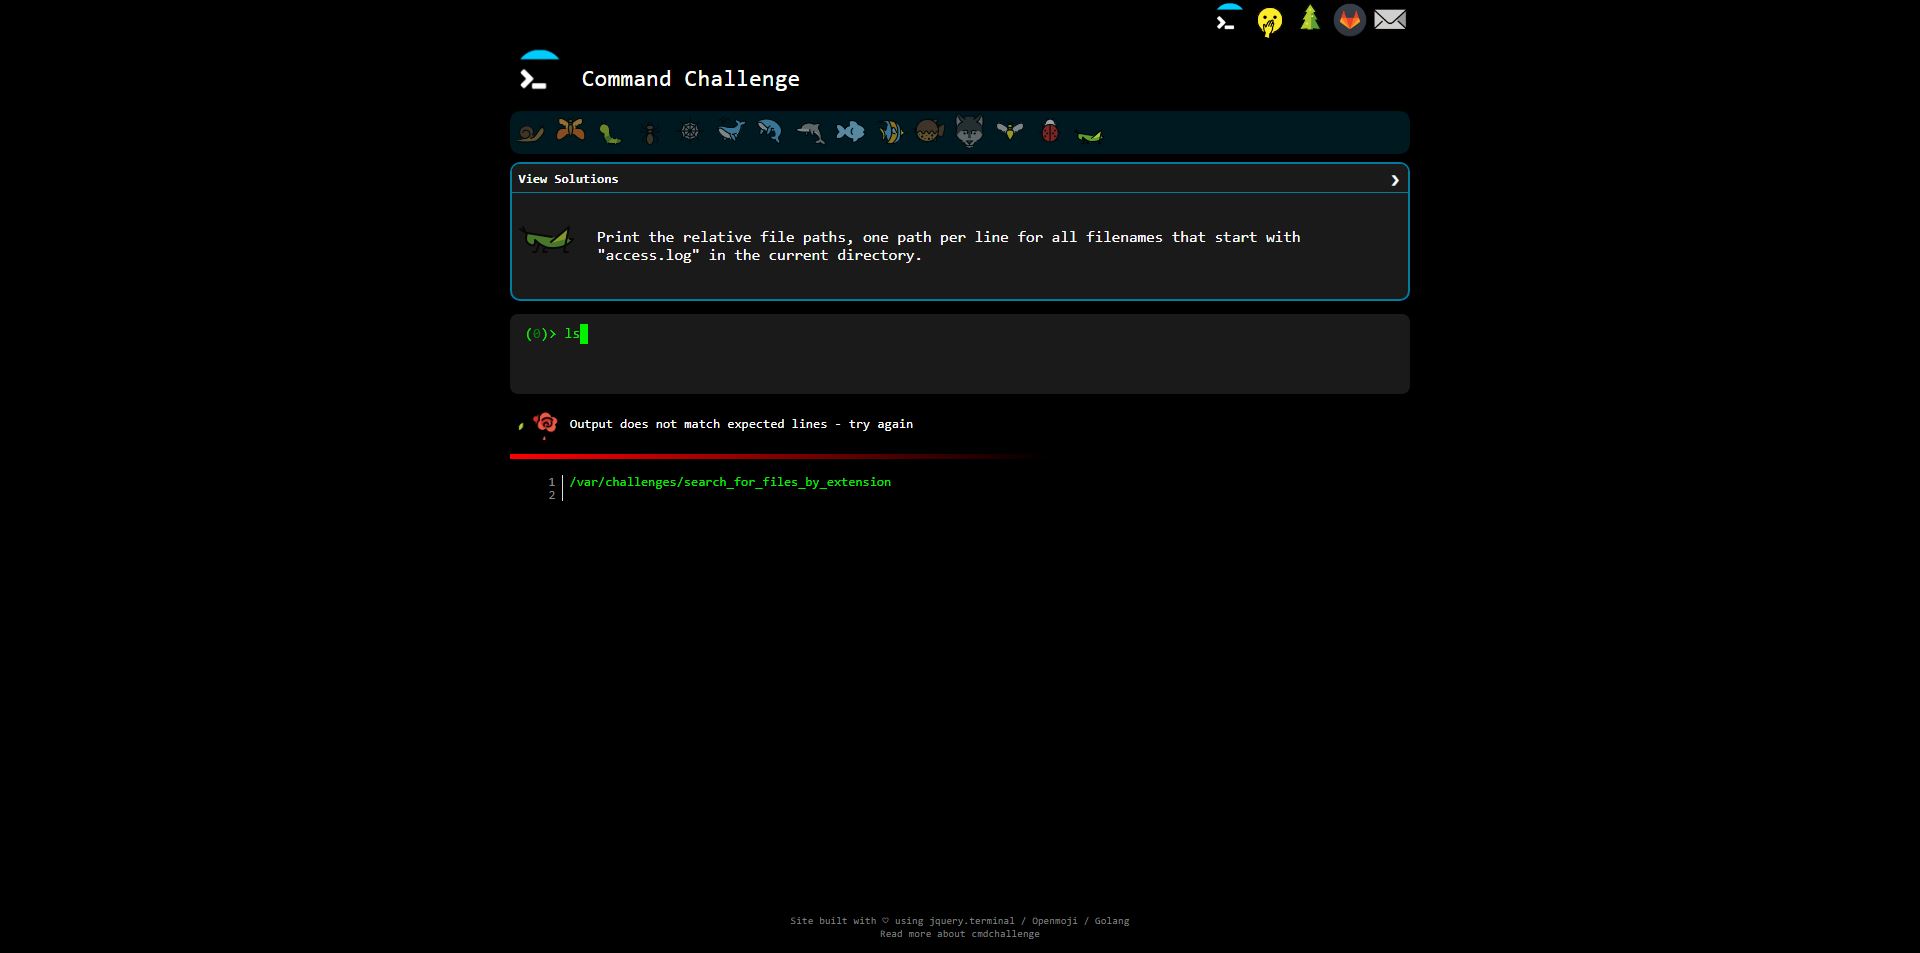 Command Challenge
View Solutions
Print the relative file paths, one path per line for all filenames that start with
"access.log" in the current directory.
(0)> ls
Output does not match expected lines - try again
1 /var/challenges/search_for_files_by_extension
2
Site built with ♡ using jquery.terminal / Openmoji / Golang
Read more about cmdchallenge